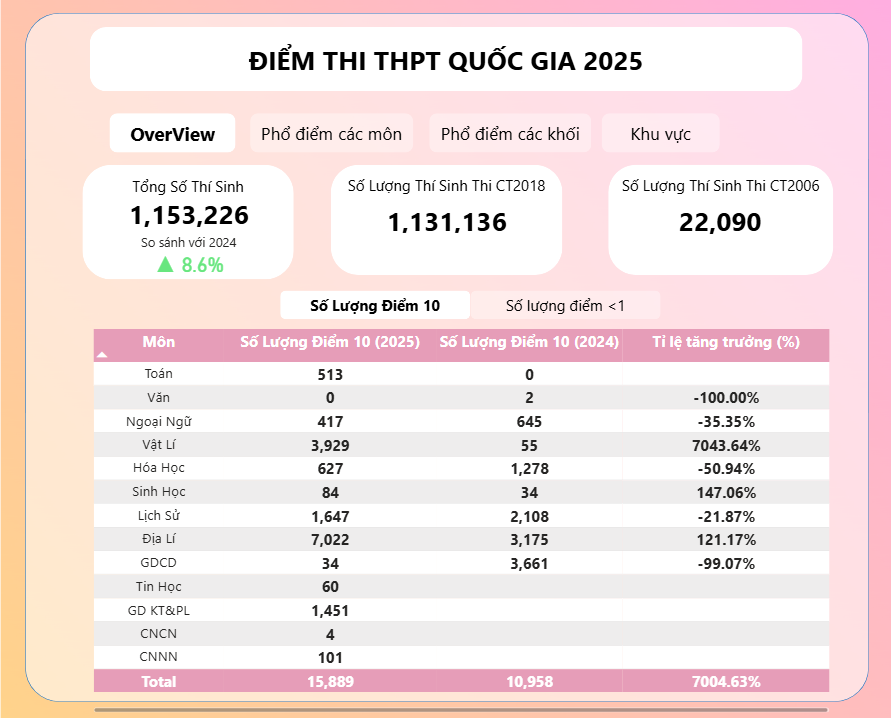 ĐIỂM THI THPT QUỐC GIA 2025
OverView Phổ điểm các môn Phổ điểm các khối Khu vực
Tổng Số Thí Sinh
1,153,226
So sánh với 2024
▲ 8.6%
Số Lượng Thí Sinh Thi CT2018
1,131,136
Số Lượng Thí Sinh Thi CT2006
22,090
Số Lượng Điểm 10 Số lượng điểm <1
Môn Số Lượng Điểm 10 (2025) Số Lượng Điểm 10 (2024) Tỉ lệ tăng trưởng (%)
Toán 513 0
Văn 0 2 -100.00%
Ngoại Ngữ 417 645 -35.35%
Vật Lí 3,929 55 7043.64%
Hóa Học 627 1,278 -50.94%
Sinh Học 84 34 147.06%
Lịch Sử 1,647 2,108 -21.87%
Địa Lí 7,022 3,175 121.17%
GDCD 34 3,661 -99.07%
Tin Học 60
GD KT&PL 1,451
CNCN 4
CNNN 101
Total 15,889 10,958 7004.63%